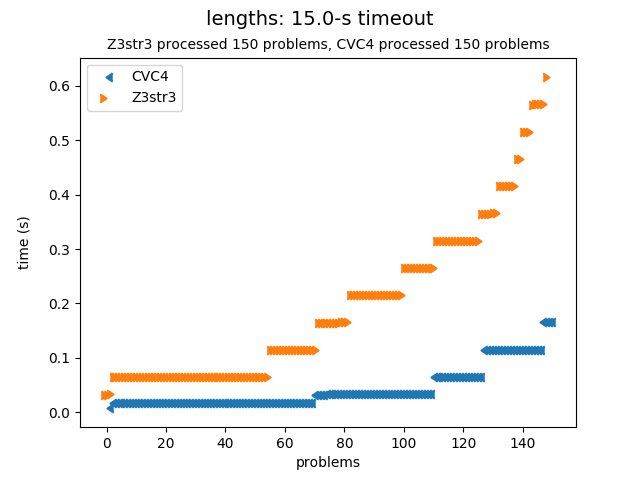 lengths: 15.0-s timeout
Z3str3 processed 150 problems, CVC4 processed 150 problems
CVC4
Z3str3
0.6
0.5
0.4
0.3
0.2
0.1
0.0
time (s)
0 20 40 60 80 100 120 140
problems